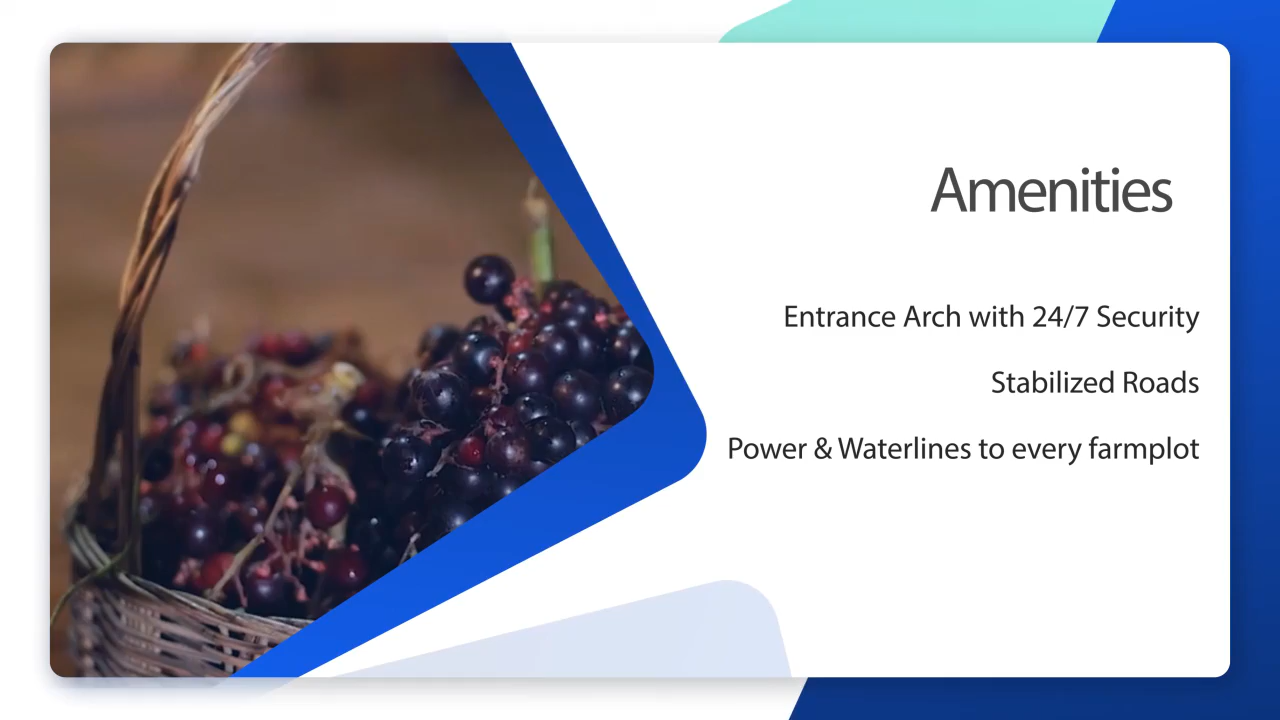 Amenities
Entrance Arch with 24/7 Security
Stabilized Roads
Power & Waterlines to every farmplot